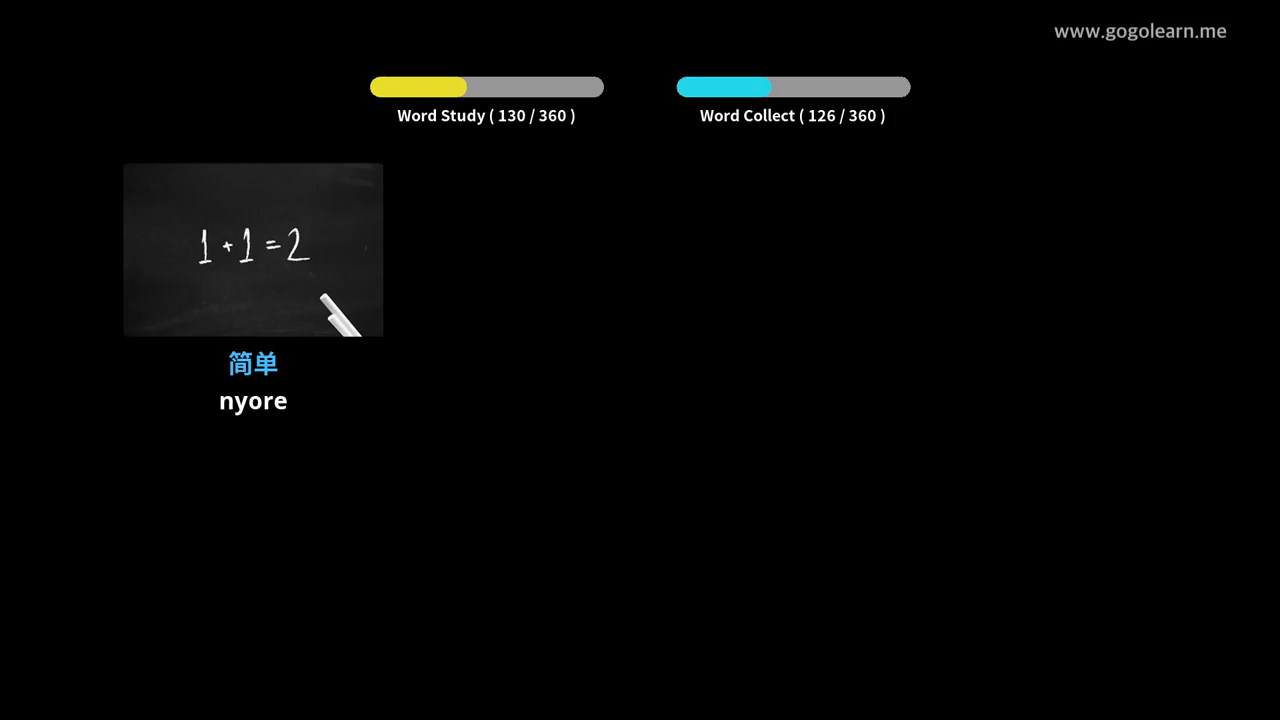 www.gogolearn.me
Word Study ( 130 / 360 )
Word Collect ( 126 / 360 )
1 + 1 = 2
简单
nyore